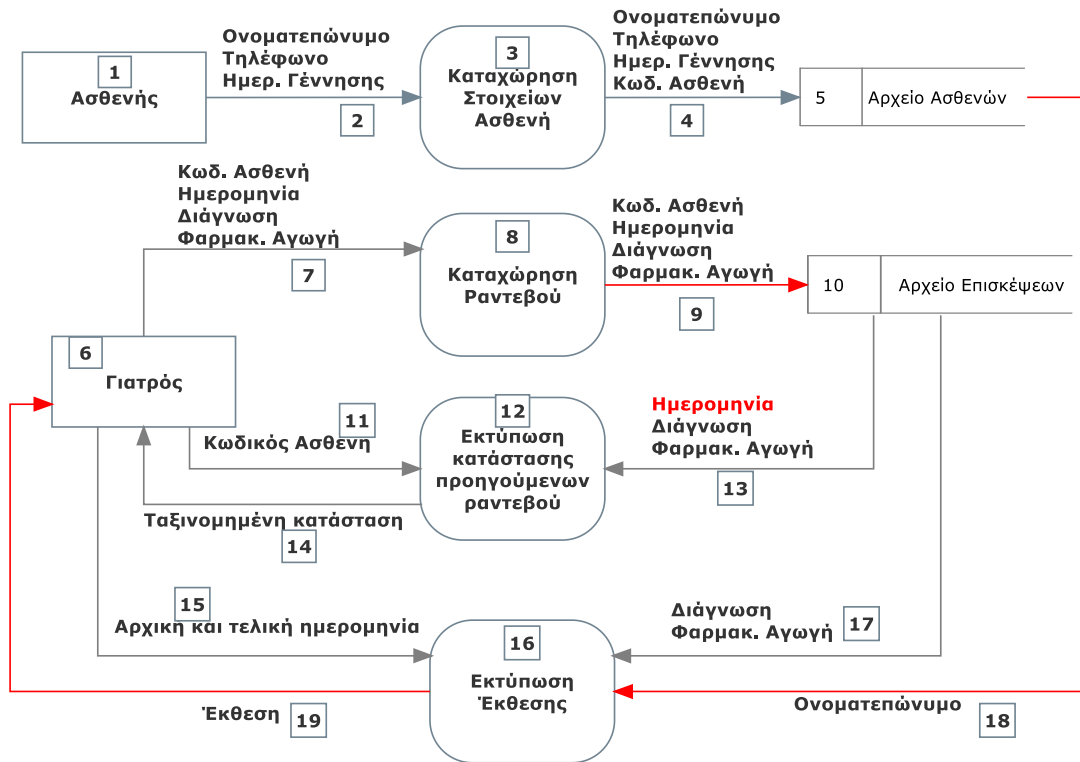 1
Ασθενής
Ονοματεπώνυμο
Τηλέφωνο
Ημερ. Γέννησης
2
3
Καταχώρηση
Στοιχείων
Ασθενή
Ονοματεπώνυμο
Τηλέφωνο
Ημερ. Γέννησης
Κωδ. Ασθενή
4
5
Αρχείο Ασθενών
Κωδ. Ασθενή
Ημερομηνία
Διάγνωση
Φαρμακ. Αγωγή
7
8
Καταχώρηση
Ραντεβού
Κωδ. Ασθενή
Ημερομηνία
Διάγνωση
Φαρμακ. Αγωγή
9
10
Αρχείο Επισκέψεων
6
Γιατρός
11
Κωδικός Ασθενή
12
Εκτύπωση
κατάστασης
προηγούμενων
ραντεβού
Ημερομηνία
Διάγνωση
Φαρμακ. Αγωγή
13
Ταξινομημένη κατάσταση
14
15
Αρχική και τελική ημερομηνία
16
Εκτύπωση
Έκθεσης
Διάγνωση
Φαρμακ. Αγωγή
17
Έκθεση
19
Ονοματεπώνυμο
18